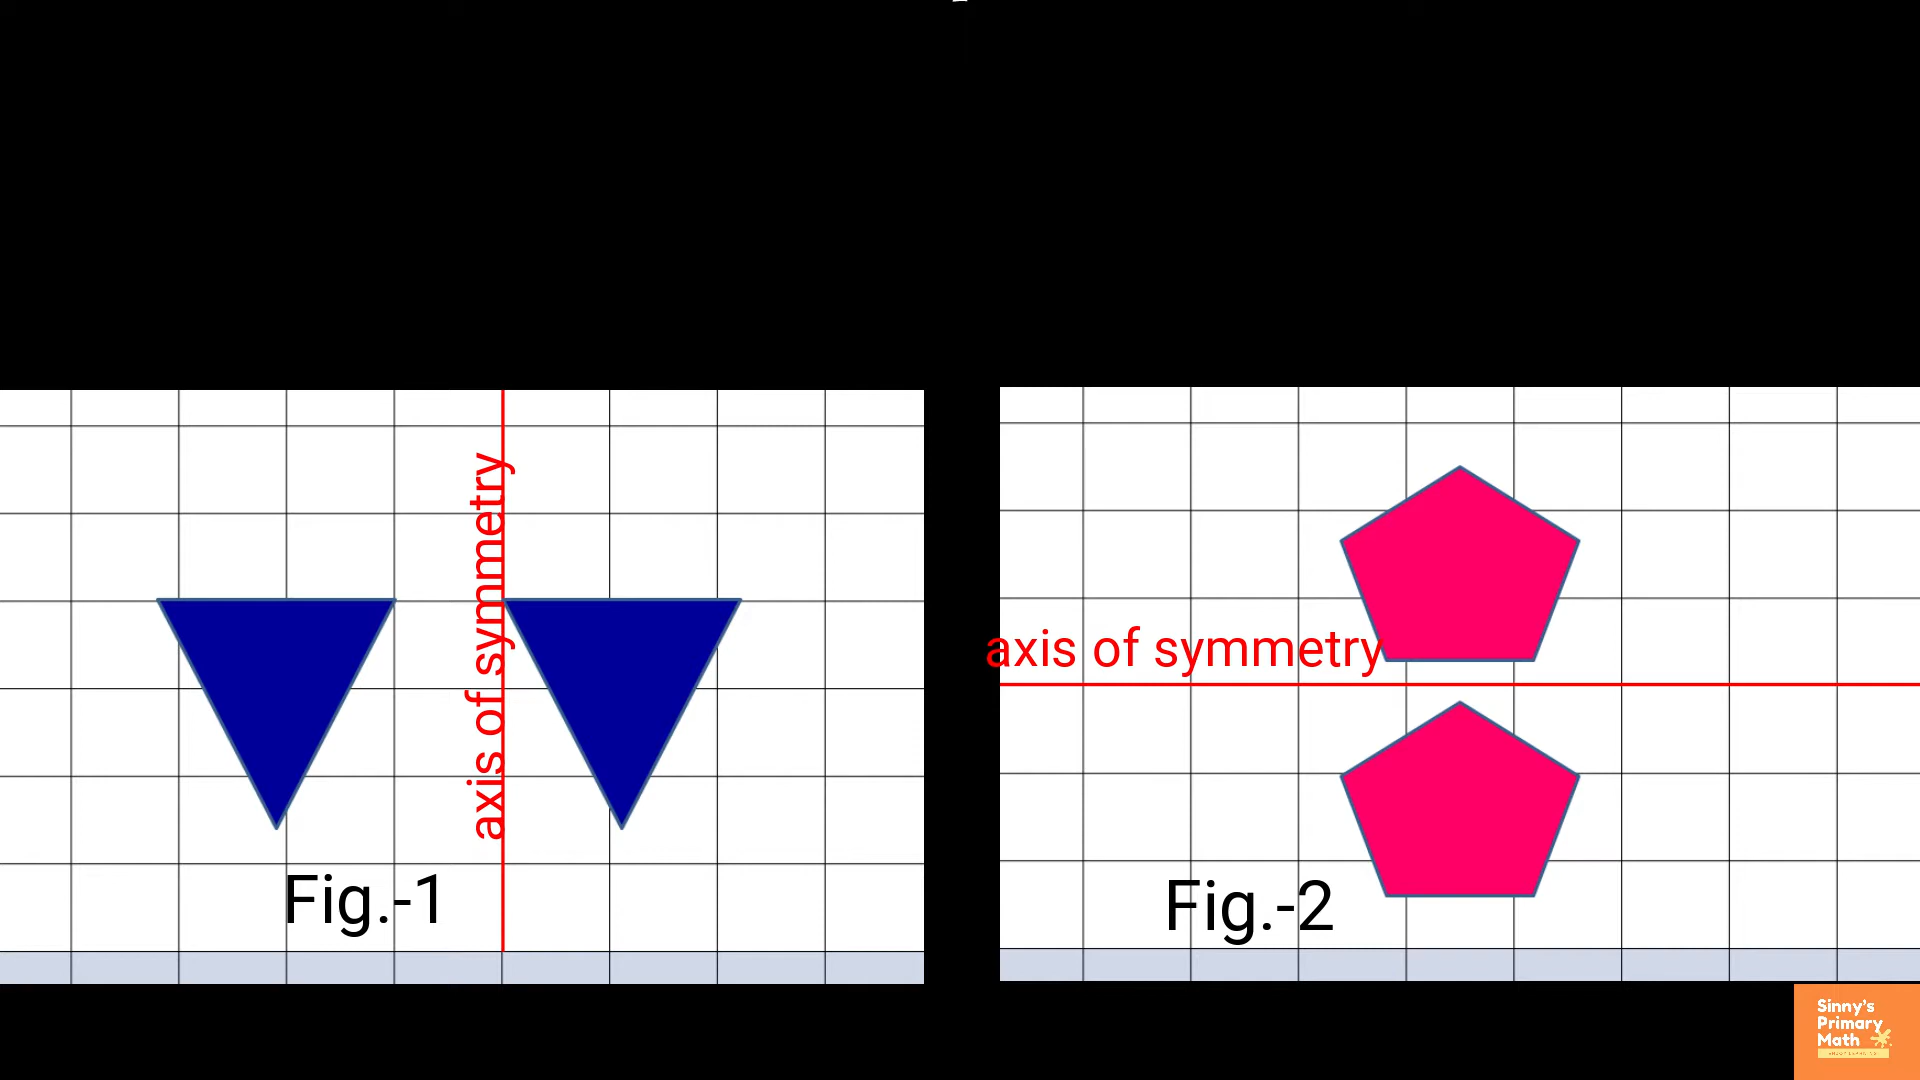 axis of symmetry
Fig.-1
axis of symmetry
Fig.-2
Sinny's
Primary
Math